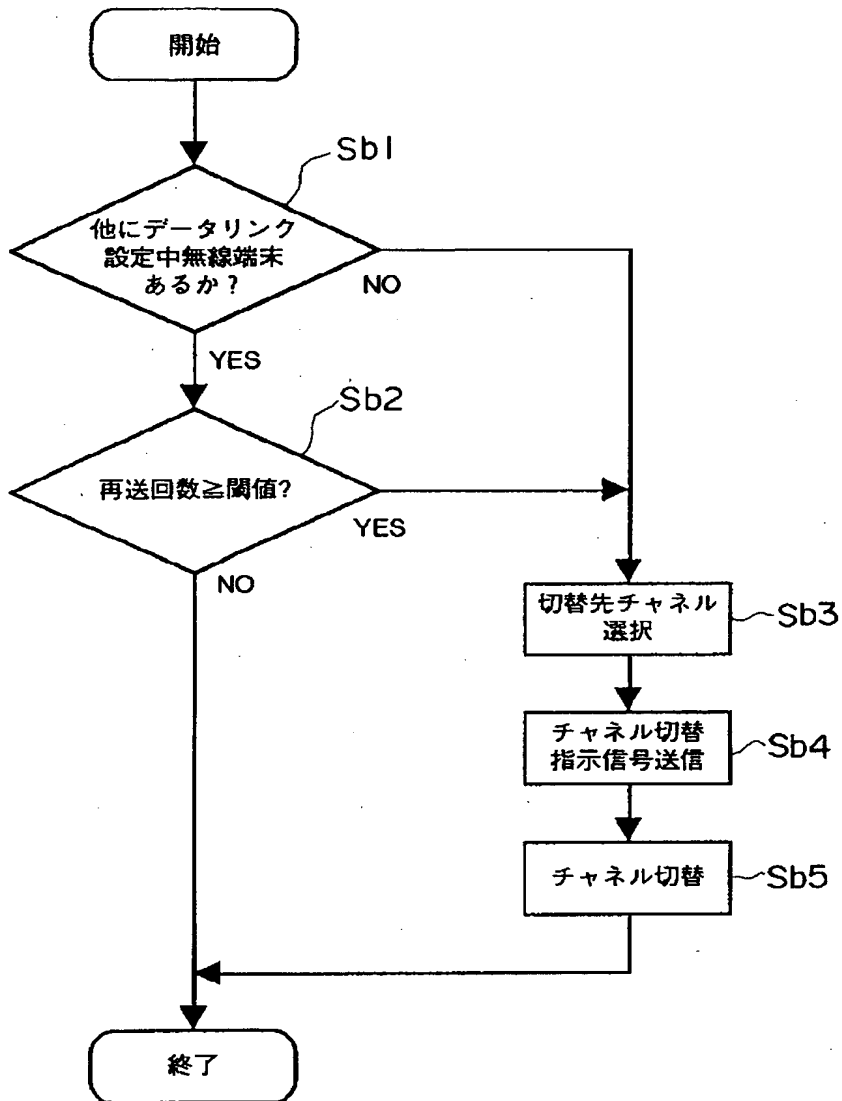 開始
Sb1
他にデータリンク
設定中無線端末
あるか?
NO
YES
Sb2
再送回数≧閾値?
YES
NO
切替先チャネル
選択
Sb3
チャネル切替
指示信号送信
Sb4
チャネル切替
Sb5
終了